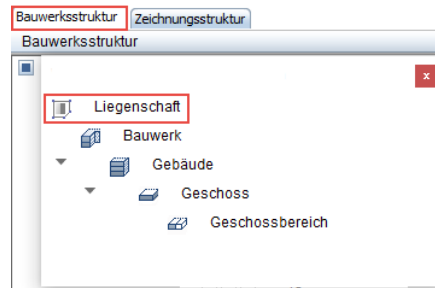 Bauwerksstruktur Zeichnungsstruktur
Bauwerksstruktur
x
Liegenschaft
Bauwerk
Gebäude
Geschoss
Geschossbereich